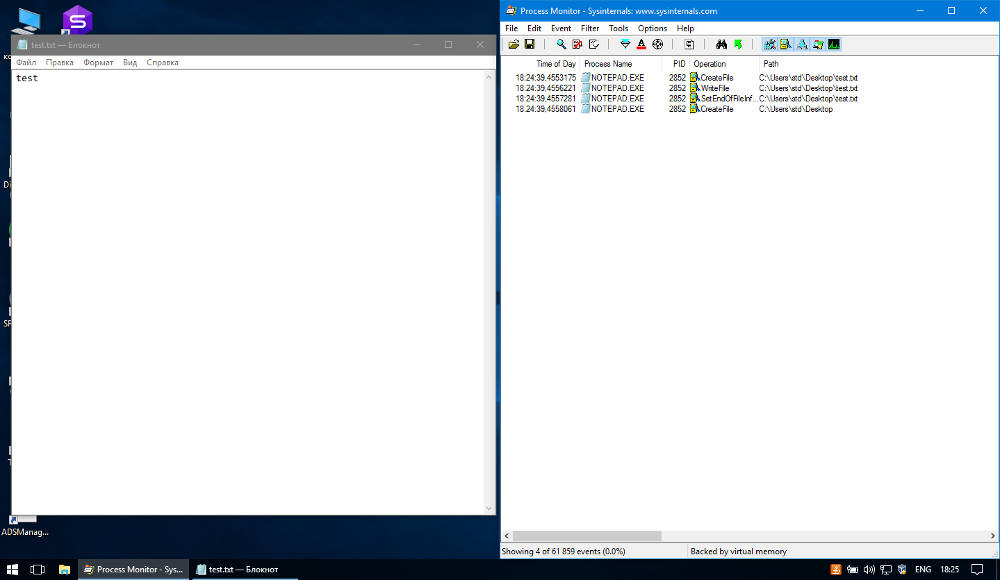 S
test.txt — Блокнот
Файл Правка Формат Вид Справка
test
ADSManag...
Process Monitor - Sysinternals: www.sysinternals.com
File Edit Event Filter Tools Options Help
Time of Day Process Name PID Operation Path
18:24:39,4553175 NOTEPAD.EXE 2852 CreateFile C:\Users\std\Desktop\test.txt
18:24:39,4556221 NOTEPAD.EXE 2852 WriteFile C:\Users\std\Desktop\test.txt
18:24:39,4557281 NOTEPAD.EXE 2852 SetEndOfFileInf... C:\Users\std\Desktop\test.txt
18:24:39,4558061 NOTEPAD.EXE 2852 CreateFile C:\Users\std\Desktop
Showing 4 of 61 859 events (0.0%) Backed by virtual memory
Process Monitor - Sys... test.txt — Блокнот ENG 18:25